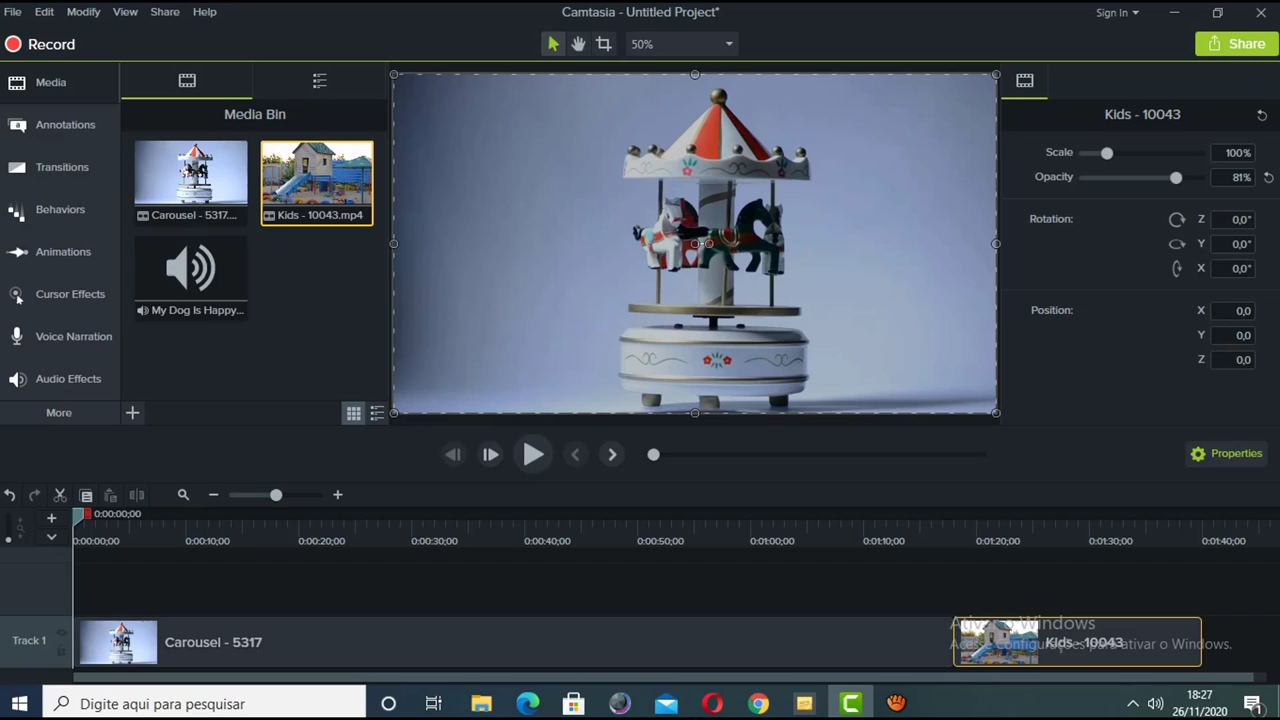 File Edit Modify View Share Help
Camtasia - Untitled Project*
Sign In
Record
50%
Share
Media
Annotations
Transitions
Behaviors
Animations
Cursor Effects
Voice Narration
Audio Effects
More
Media Bin
Carousel - 5317....
Kids - 10043.mp4
My Dog Is Happy...
Kids - 10043
Scale 100%
Opacity 81%
Rotation: Z 0,0°
Y 0,0°
X 0,0°
Position: X 0,0
Y 0,0
Z 0,0
Properties
0:00:00;00
0:00:00;00 0:00:10;00 0:00:20;00 0:00:30;00 0:00:40;00 0:00:50;00 0:01:00;00 0:01:10;00 0:01:20;00 0:01:30;00 0:01:40;00
Track 1
Carousel - 5317
Kids - 10043
Ativar o Windows
Acesse Configurações para ativar o Windows.
Digite aqui para pesquisar
18:27
26/11/2020
1